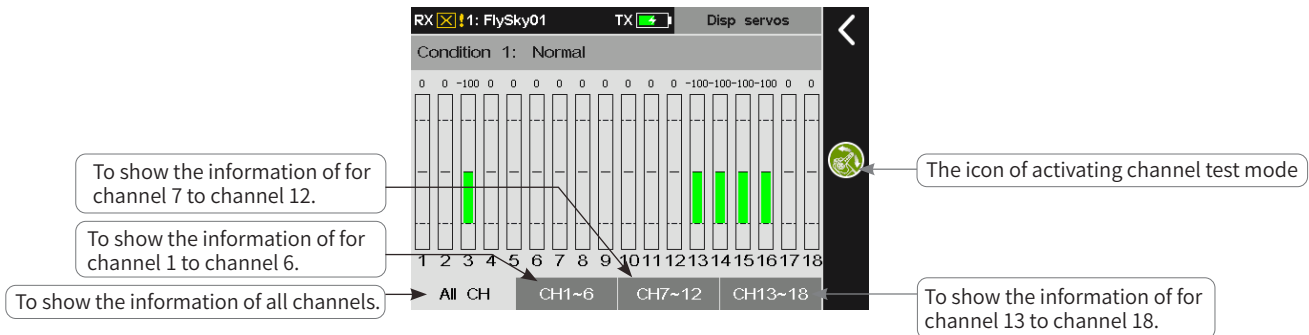 RX !1: FlySky01 TX Disp servos
Condition 1: Normal
0 0 -100 0 0 0 0 0 0 0 0 0 -100-100-100-100 0 0
To show the information of for
channel 7 to channel 12.
The icon of activating channel test mode
To show the information of for
channel 1 to channel 6.
1 2 3 4 5 6 7 8 9 10 11 12 13 14 15 16 17 18
To show the information of all channels.
All CH CH1~6 CH7~12 CH13~18
To show the information of for
channel 13 to channel 18.